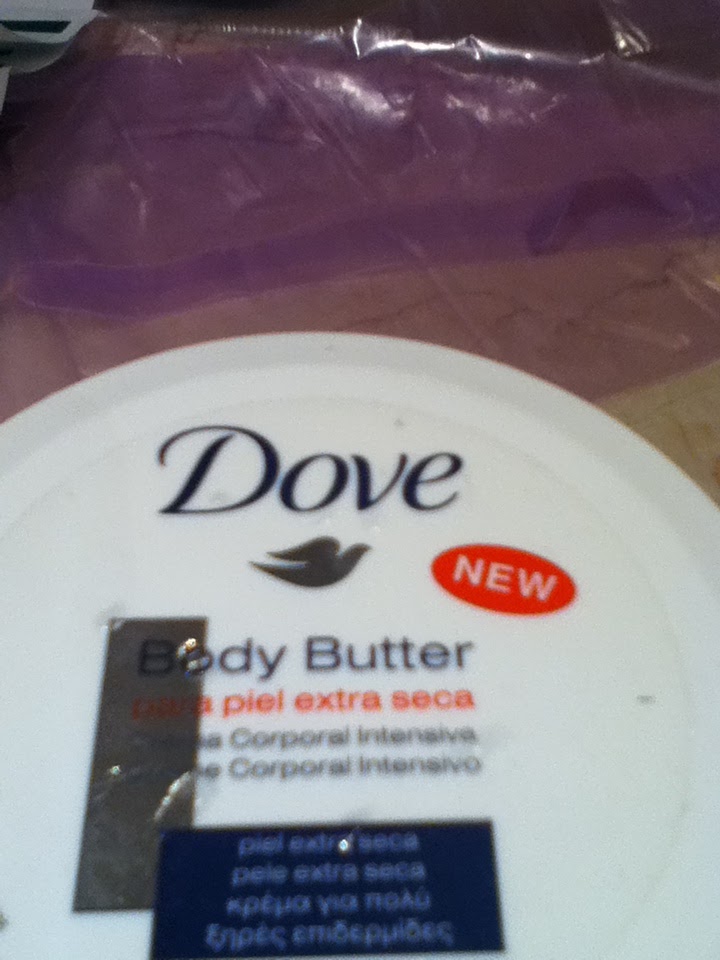 Dove
NEW
Body Butter
para piel extra seca
Corporal Intensiva
Corporal Intensivo
piel extra seca
pele extra seca
κρέμα για πολύ
ξηρές επιδερμίδες